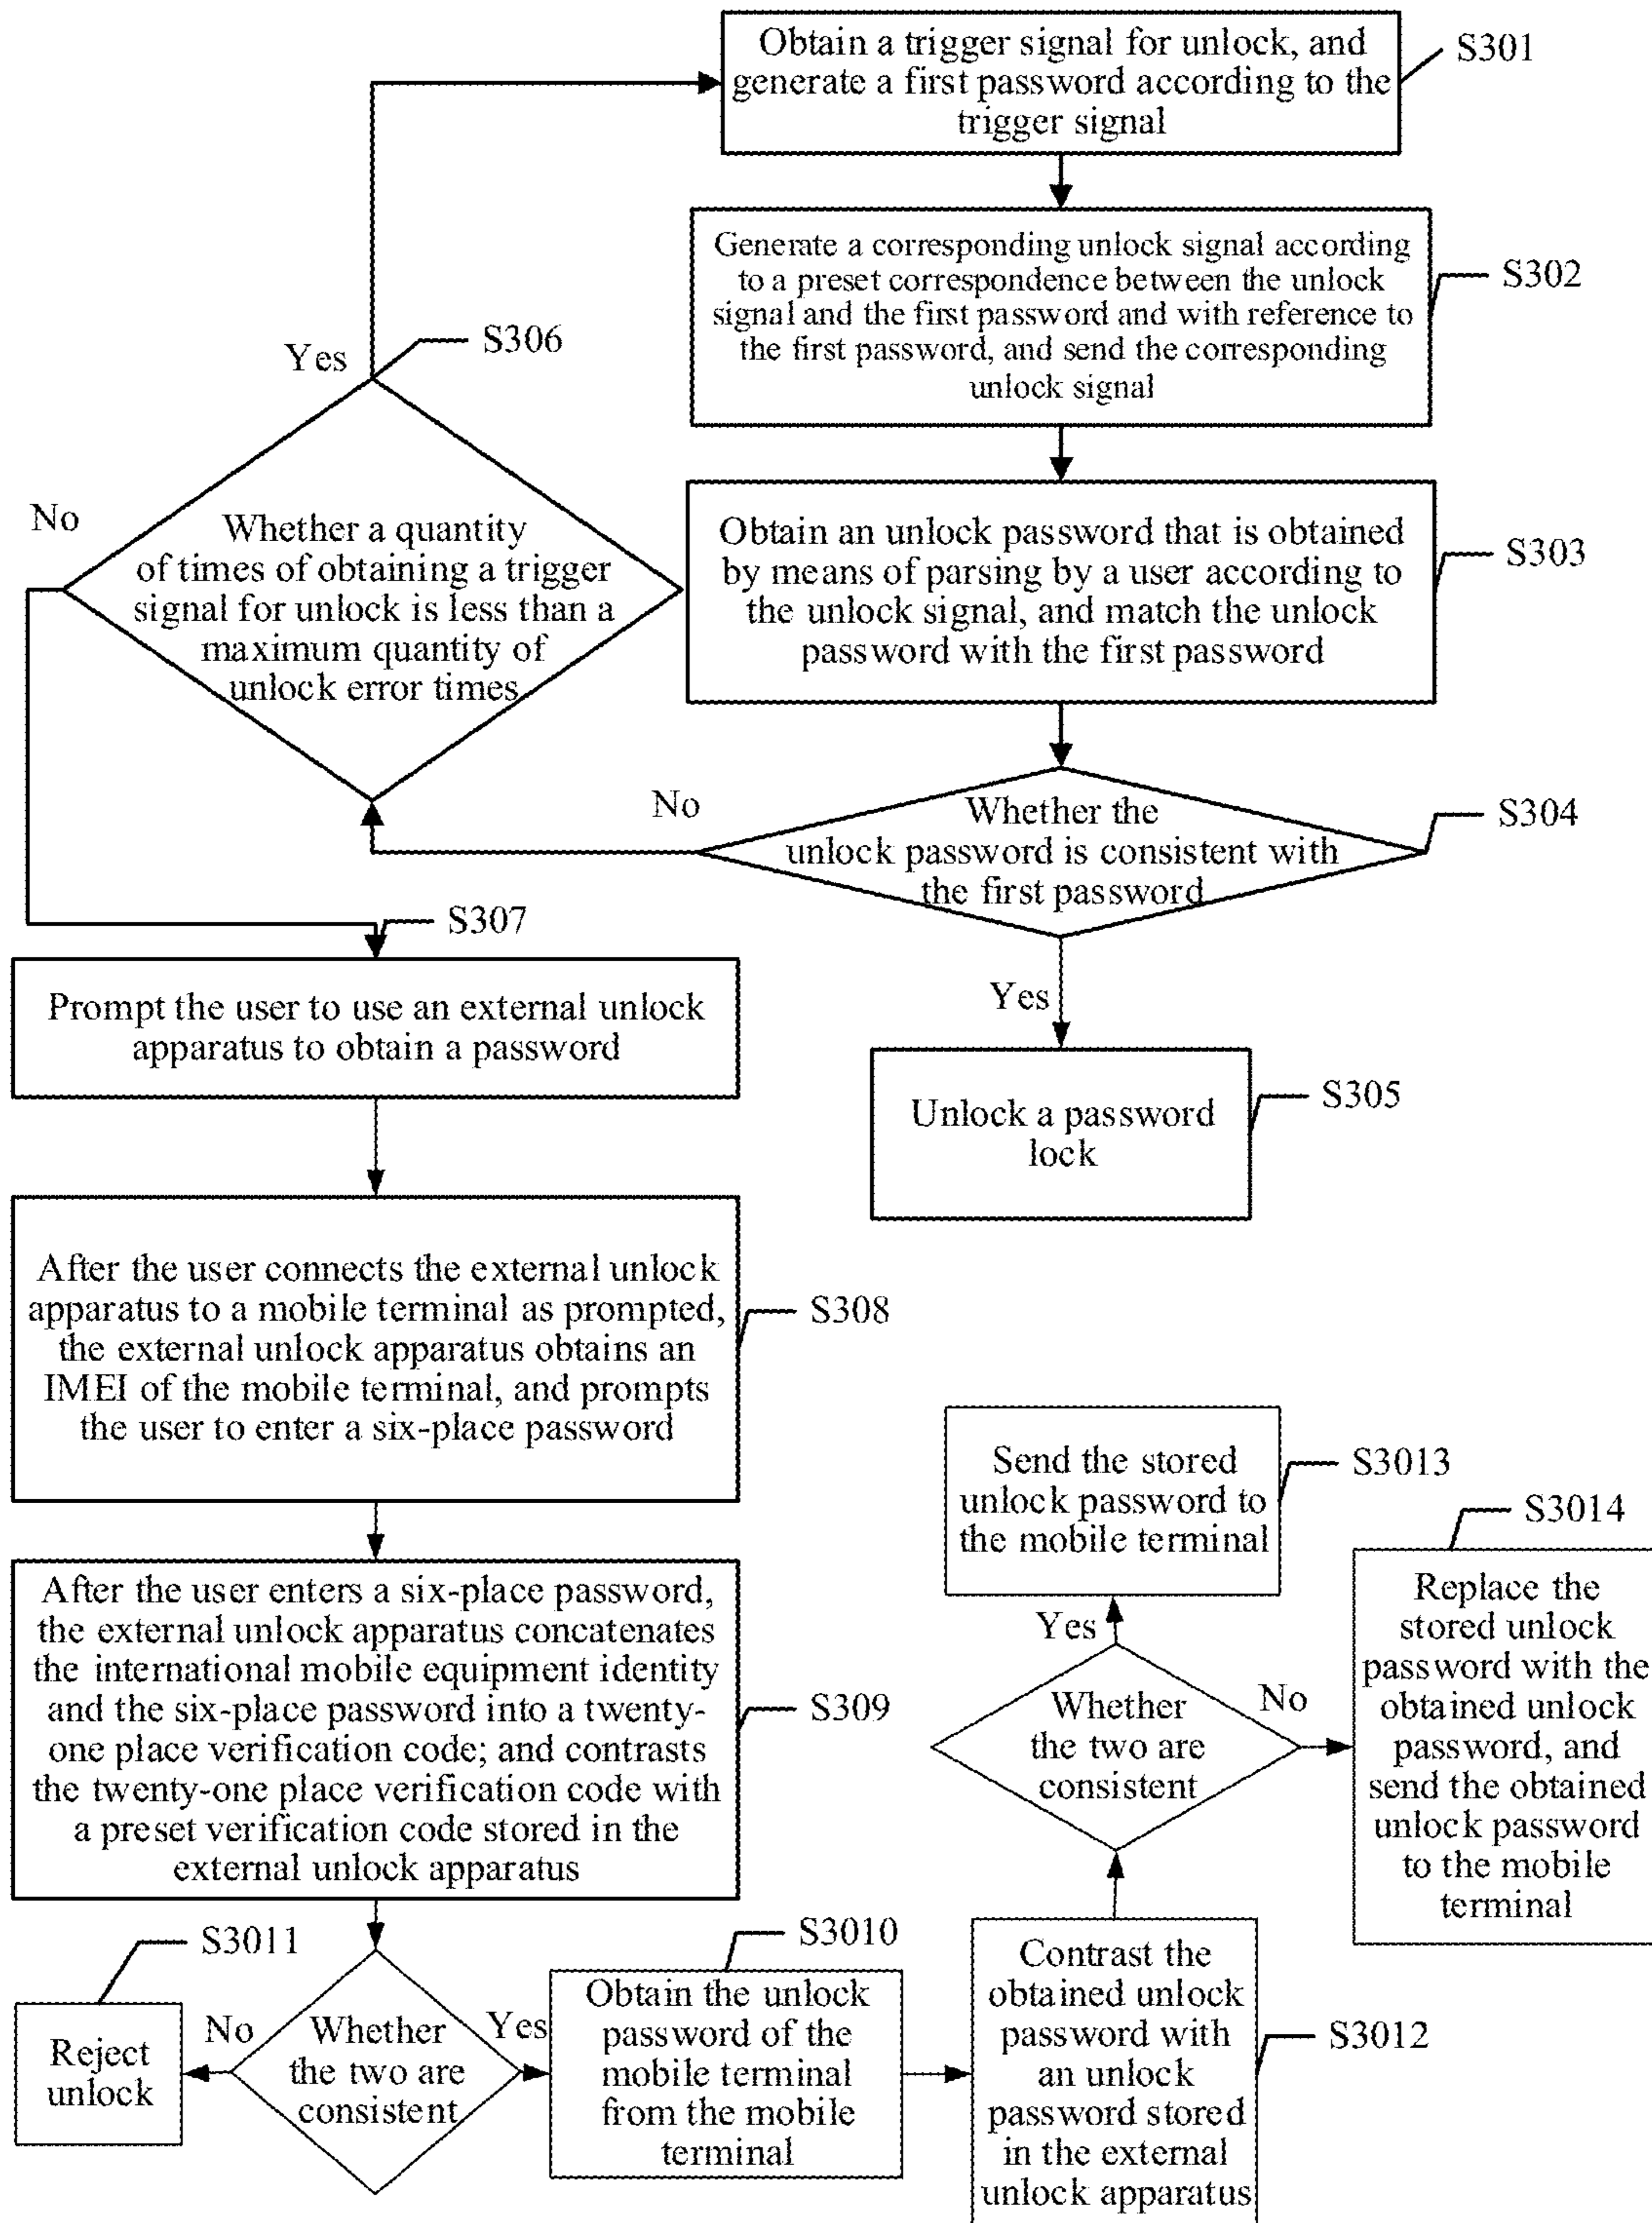 Obtain a trigger signal for unlock, and
generate a first password according to the
trigger signal
S301
Generate a corresponding unlock signal according
to a preset correspondence between the unlock
signal and the first password and with reference to
the first password, and send the corresponding
unlock signal
S302
Yes
S306
No
Whether a quantity
of times of obtaining a trigger
signal for unlock is less than a
maximum quantity of
unlock error times
Obtain an unlock password that is obtained
by means of parsing by a user according to
the unlock signal, and match the unlock
password with the first password
S303
No
Whether the
unlock password is consistent with
the first password
S304
Yes
Unlock a password
lock
S305
S307
Prompt the user to use an external unlock
apparatus to obtain a password
After the user connects the external unlock
apparatus to a mobile terminal as prompted,
the external unlock apparatus obtains an
IMEI of the mobile terminal, and prompts
the user to enter a six-place password
S308
After the user enters a six-place password,
the external unlock apparatus concatenates
the international mobile equipment identity
and the six-place password into a twenty-
one place verification code; and contrasts
the twenty-one place verification code with
a preset verification code stored in the
external unlock apparatus
S309
S3011
Reject
unlock
No
Whether
the two are
consistent
Yes
S3010
Obtain the unlock
password of the
mobile terminal
from the mobile
terminal
Contrast the
obtained unlock
password with
an unlock
password stored
in the external
unlock apparatus
S3012
Whether
the two are
consistent
Yes
Send the stored
unlock password to
the mobile terminal
S3013
No
S3014
Replace the
stored unlock
password with the
obtained unlock
password, and
send the obtained
unlock password
to the mobile
terminal